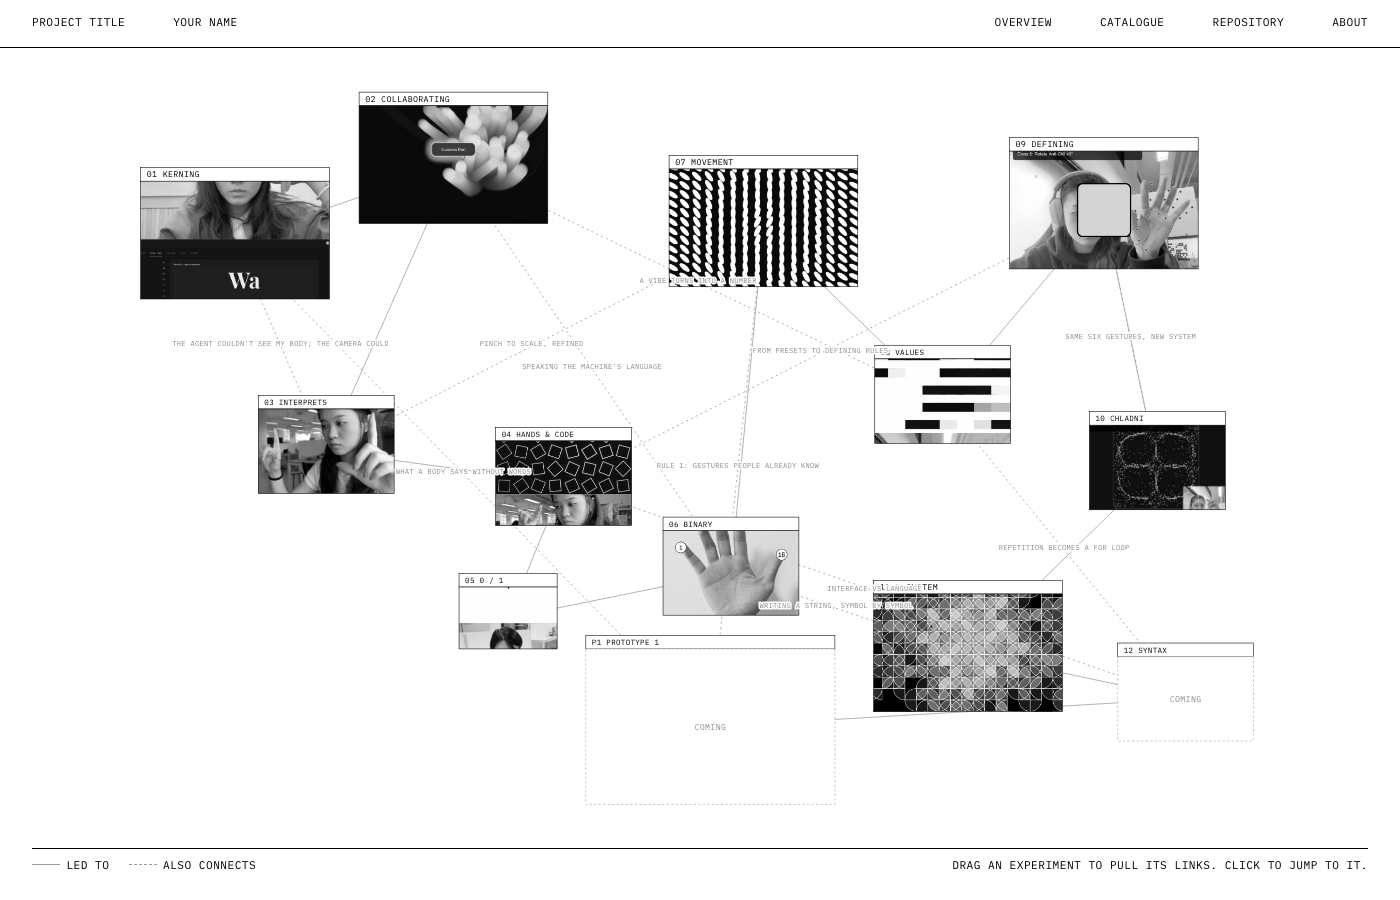 PROJECT TITLE
YOUR NAME
OVERVIEW
CATALOGUE
REPOSITORY
ABOUT
02 COLLABORATING
09 DEFINING
07 MOVEMENT
01 KERNING
Wa
A VIBE TURNS INTO A NUMBER
SAME SIX GESTURES, NEW SYSTEM
THE AGENT COULDN'T SEE MY BODY; THE CAMERA COULD
PINCH TO SCALE, REFINED
FROM PRESETS TO DEFINING RULES
VALUES
SPEAKING THE MACHINE'S LANGUAGE
03 INTERPRETS
10 CHLADNI
04 HANDS & CODE
RULE 1: GESTURES PEOPLE ALREADY KNOW
WHAT A BODY SAYS WITHOUT WORDS
06 BINARY
1
16
REPETITION BECOMES A FOR LOOP
05 0 / 1
INTERFACE VS LANGUAGE
TEM
WRITING A STRING, SYMBOL BY SYMBOL
P1 PROTOTYPE 1
12 SYNTAX
COMING
COMING
LED TO
ALSO CONNECTS
DRAG AN EXPERIMENT TO PULL ITS LINKS. CLICK TO JUMP TO IT.